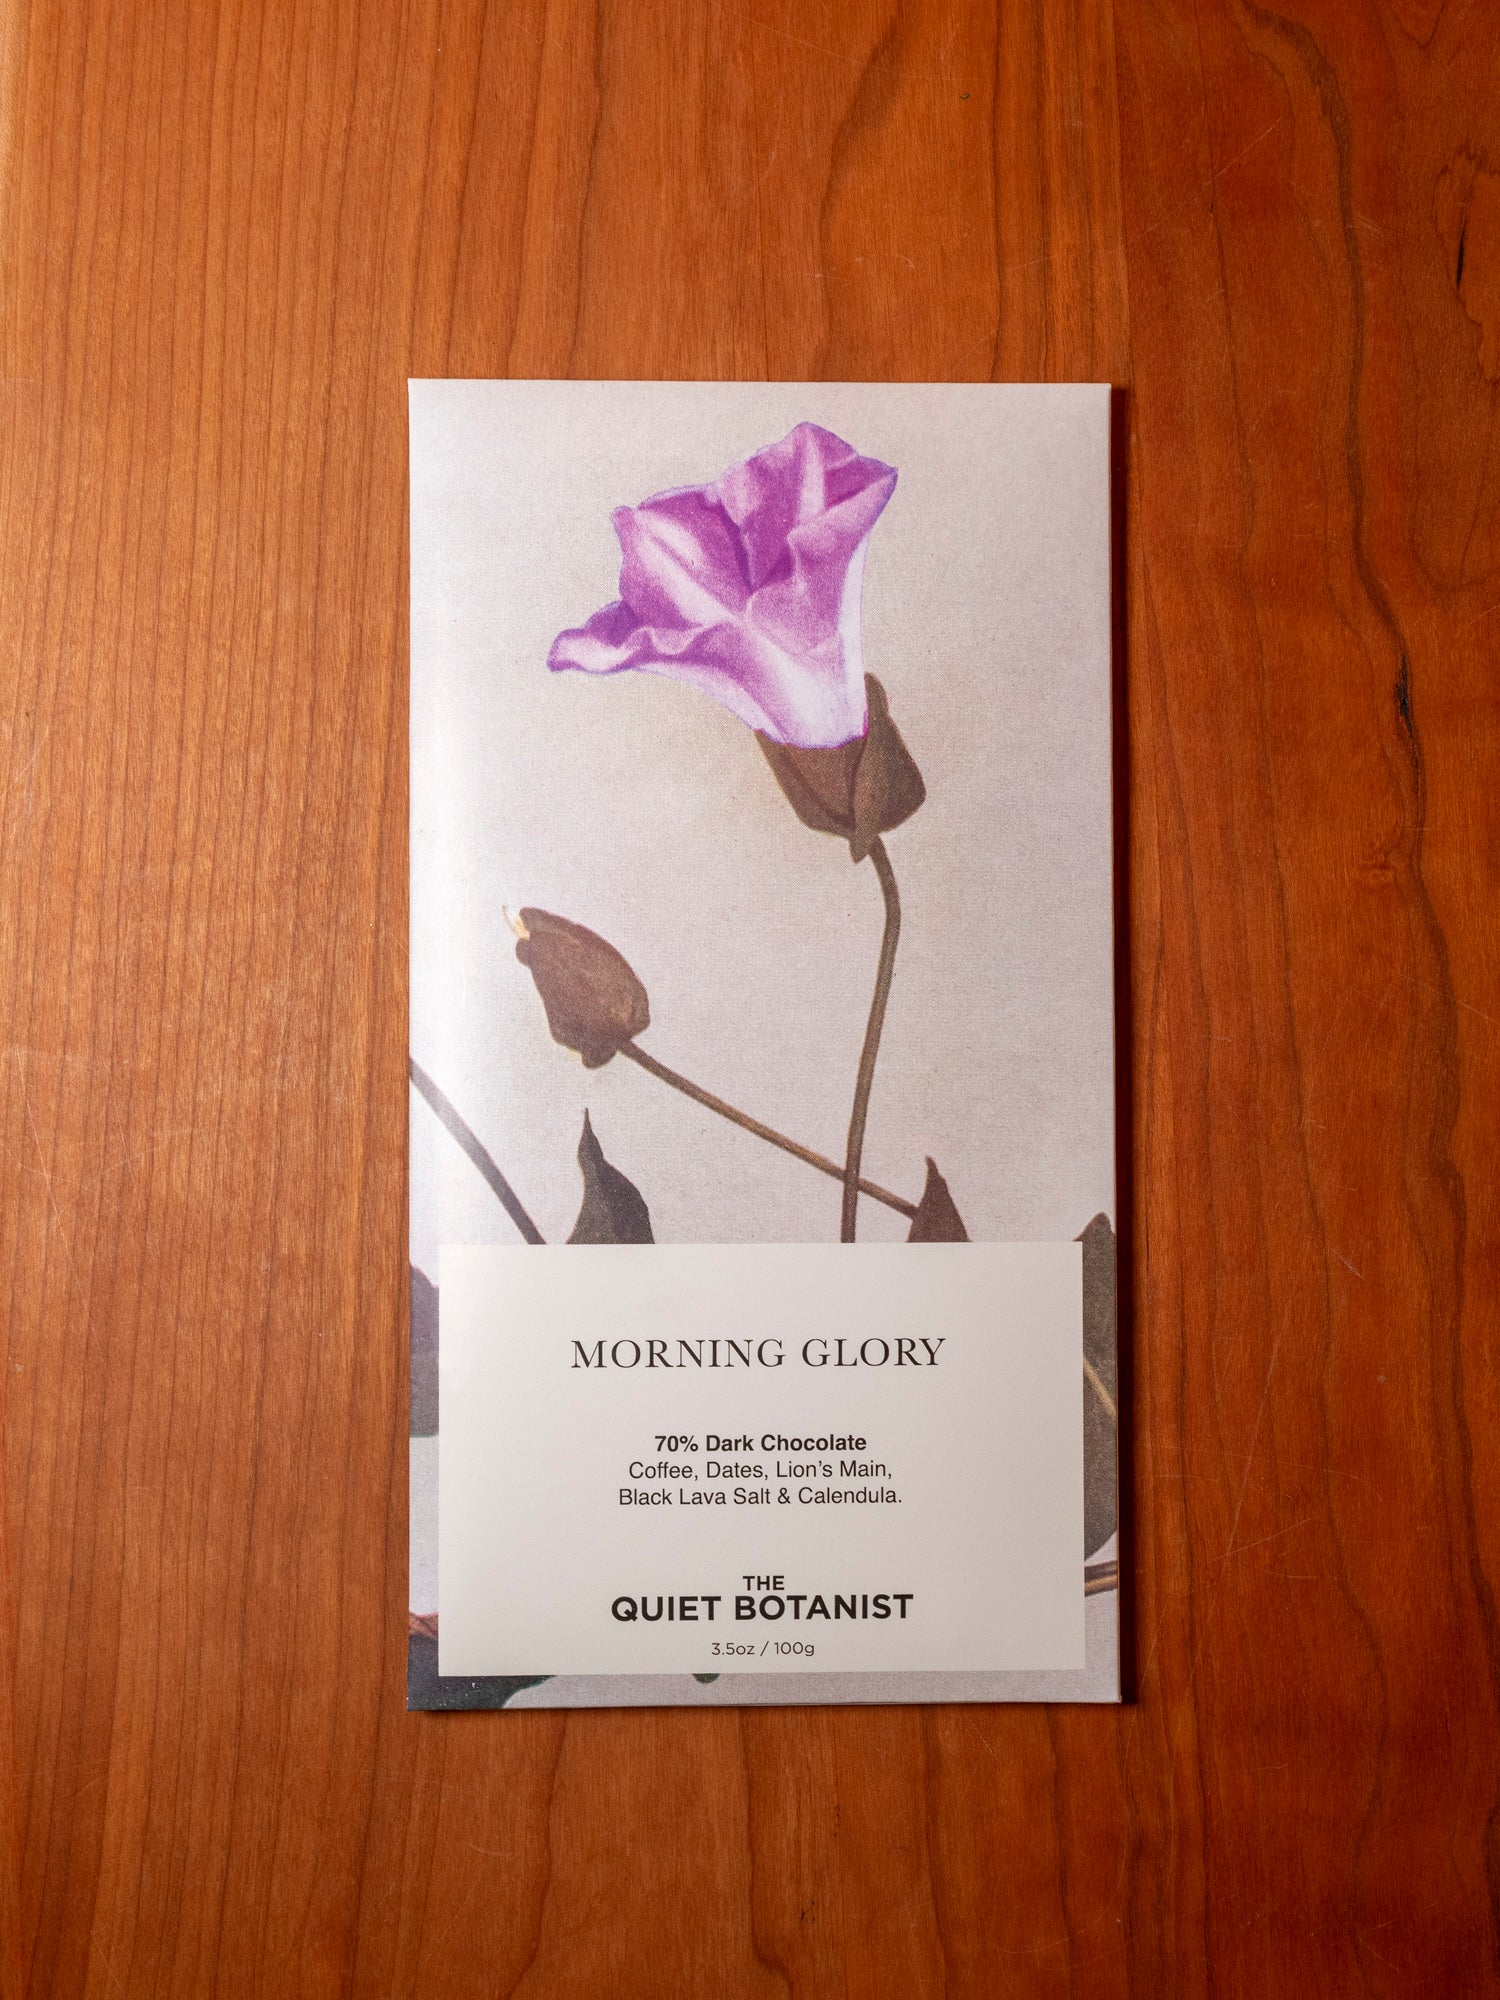 MORNING GLORY
70% Dark Chocolate
Coffee, Dates, Lion’s Main,
Black Lava Salt & Calendula.
THE
QUIET BOTANIST
3.5oz / 100g